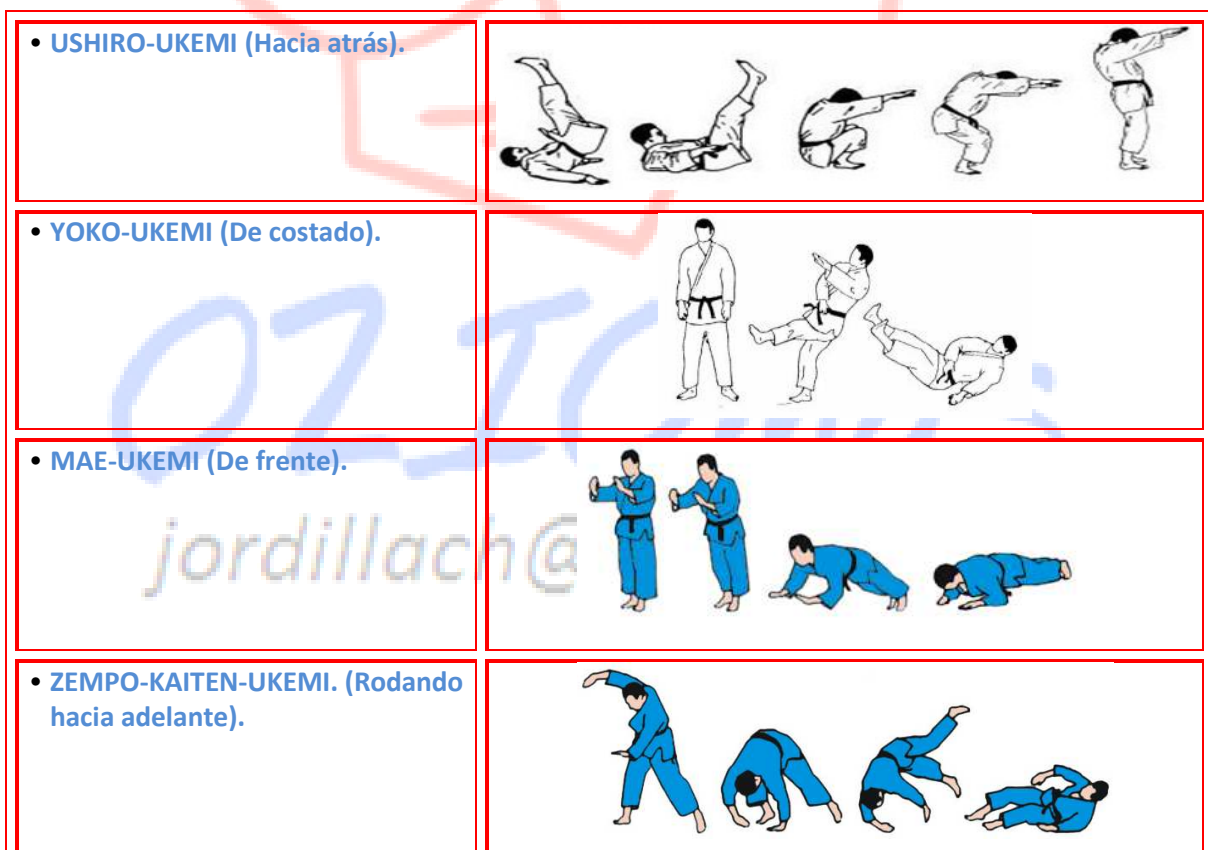 • USHIRO-UKEMI (Hacia atrás).
• YOKO-UKEMI (De costado).
• MAE-UKEMI (De frente).
jordillach@
• ZEMPO-KAITEN-UKEMI. (Rodando
hacia adelante).